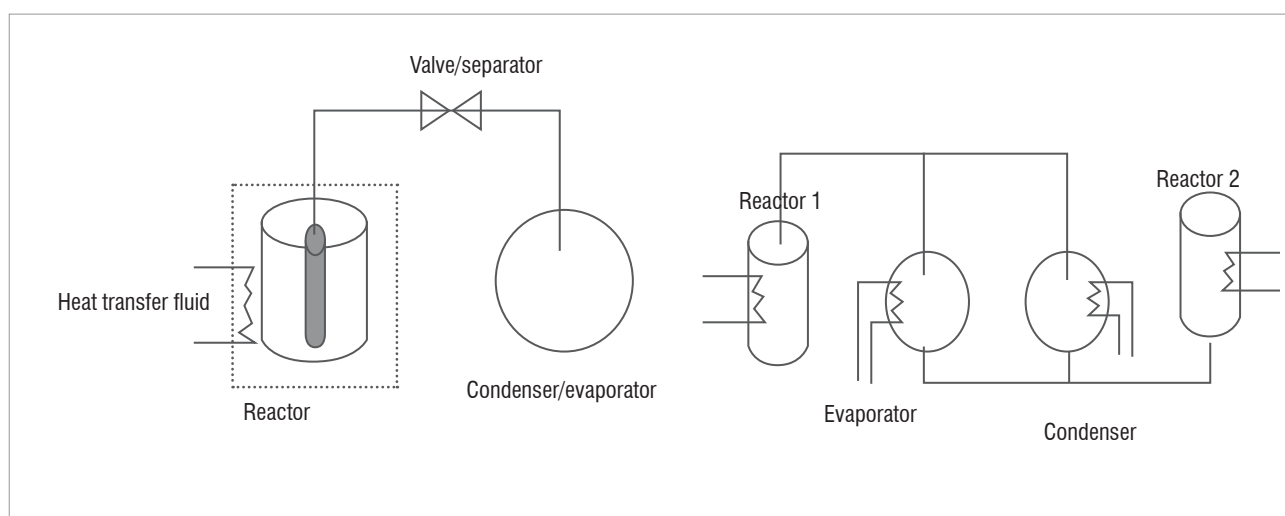 Valve/separator
Heat transfer fluid
Reactor
Condenser/evaporator
Reactor 1
Reactor 2
Evaporator
Condenser